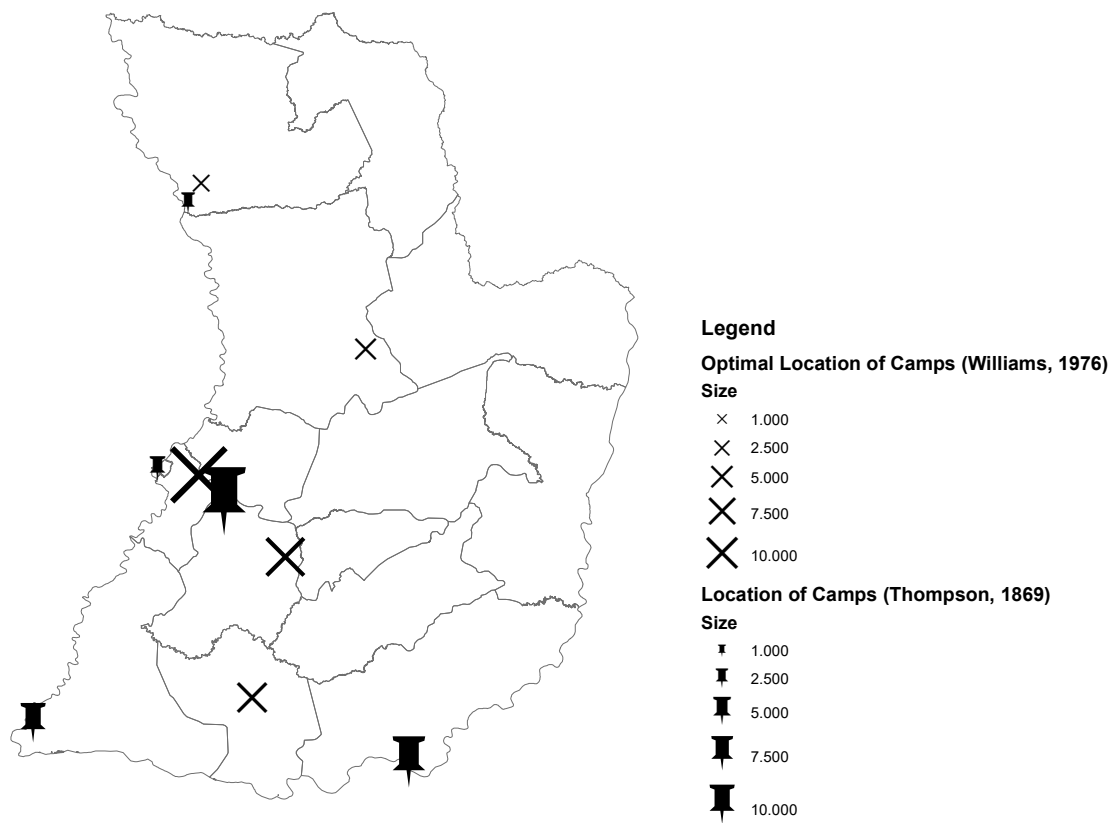 Legend
Optimal Location of Camps (Williams, 1976)
Size
1.000
2.500
5.000
7.500
10.000
Location of Camps (Thompson, 1869)
Size
1.000
2.500
5.000
7.500
10.000